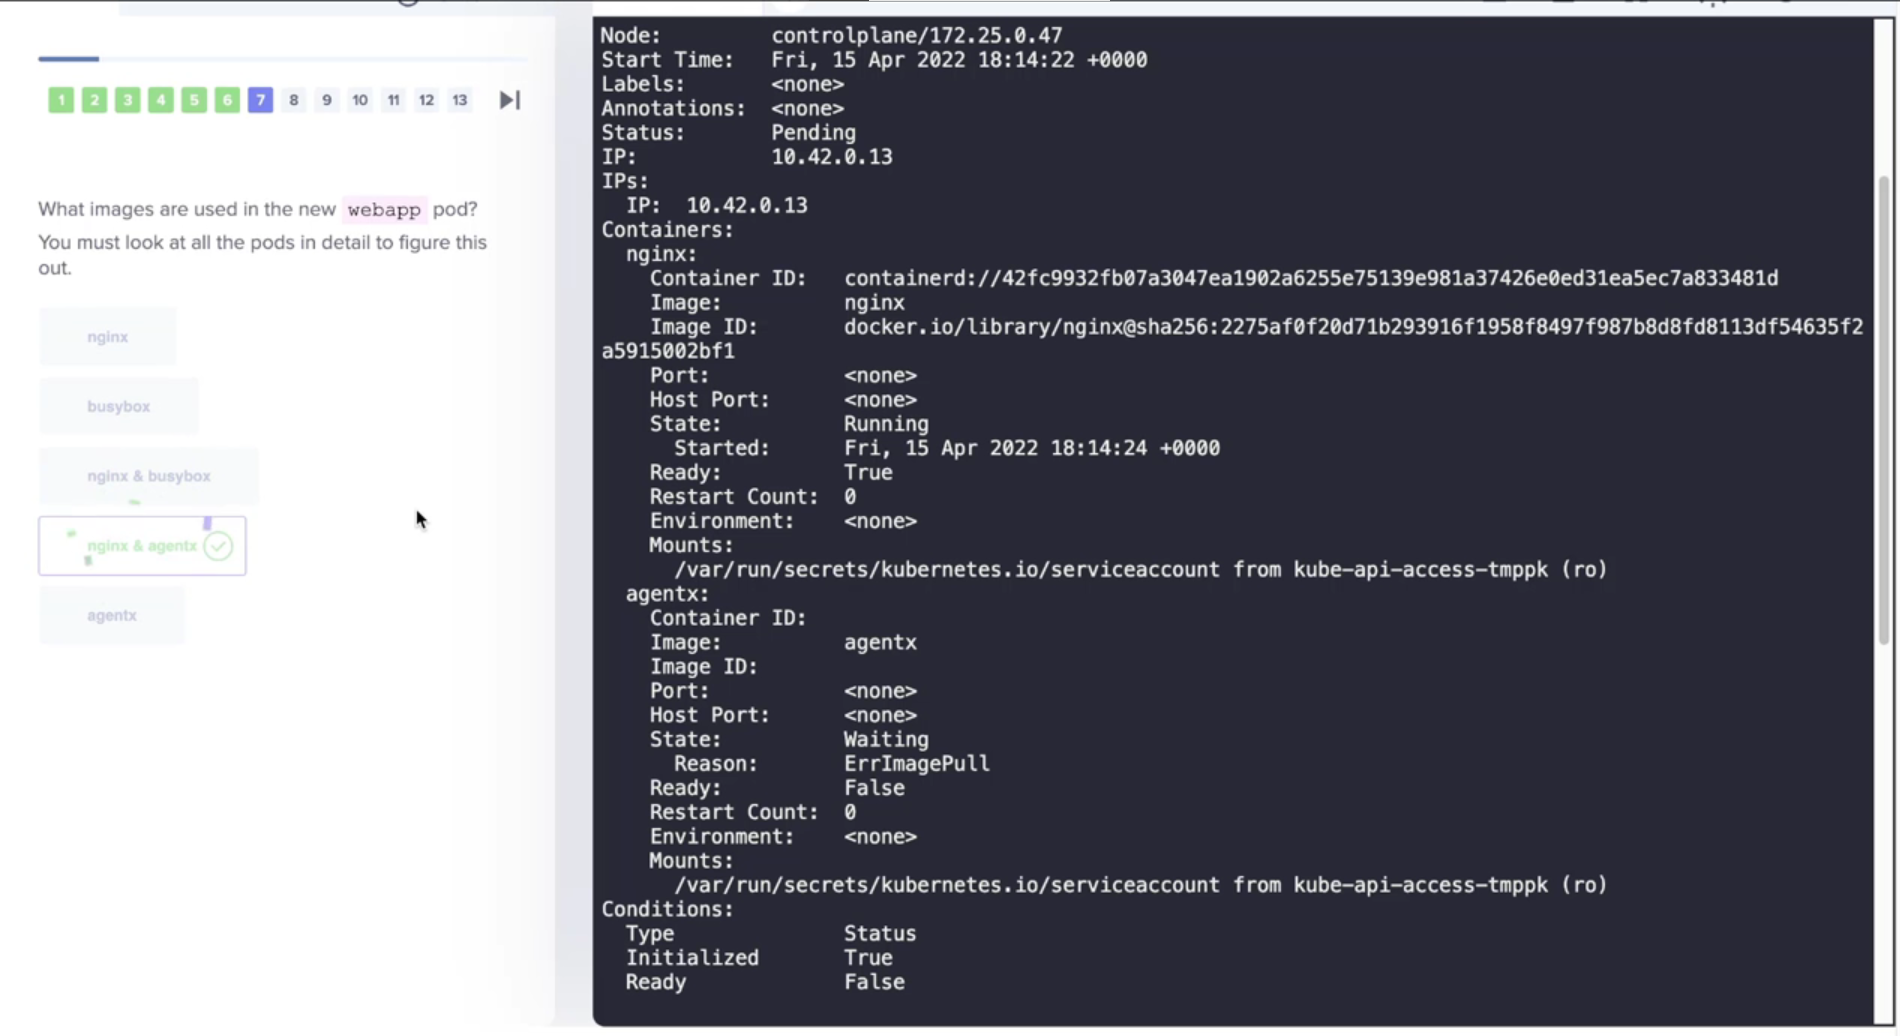 1 2 3 4 5 6 7 8 9 10 11 12 13
What images are used in the new webapp pod?
You must look at all the pods in detail to figure this
out.
nginx
busybox
nginx & busybox
nginx & agentx
agentx
Node:         controlplane/172.25.0.47
Start Time:   Fri, 15 Apr 2022 18:14:22 +0000
Labels:       <none>
Annotations:  <none>
Status:       Pending
IP:           10.42.0.13
IPs:
  IP:  10.42.0.13
Containers:
  nginx:
    Container ID:   containerd://42fc9932fb07a3047ea1902a6255e75139e981a37426e0ed31ea5ec7a833481d
    Image:          nginx
    Image ID:       docker.io/library/nginx@sha256:2275af0f20d71b293916f1958f8497f987b8d8fd8113df54635f2
a5915002bf1
    Port:           <none>
    Host Port:      <none>
    State:          Running
      Started:      Fri, 15 Apr 2022 18:14:24 +0000
    Ready:          True
    Restart Count:  0
    Environment:    <none>
    Mounts:
      /var/run/secrets/kubernetes.io/serviceaccount from kube-api-access-tmppk (ro)
  agentx:
    Container ID:
    Image:          agentx
    Image ID:
    Port:           <none>
    Host Port:      <none>
    State:          Waiting
      Reason:       ErrImagePull
    Ready:          False
    Restart Count:  0
    Environment:    <none>
    Mounts:
      /var/run/secrets/kubernetes.io/serviceaccount from kube-api-access-tmppk (ro)
Conditions:
  Type              Status
  Initialized       True
  Ready             False